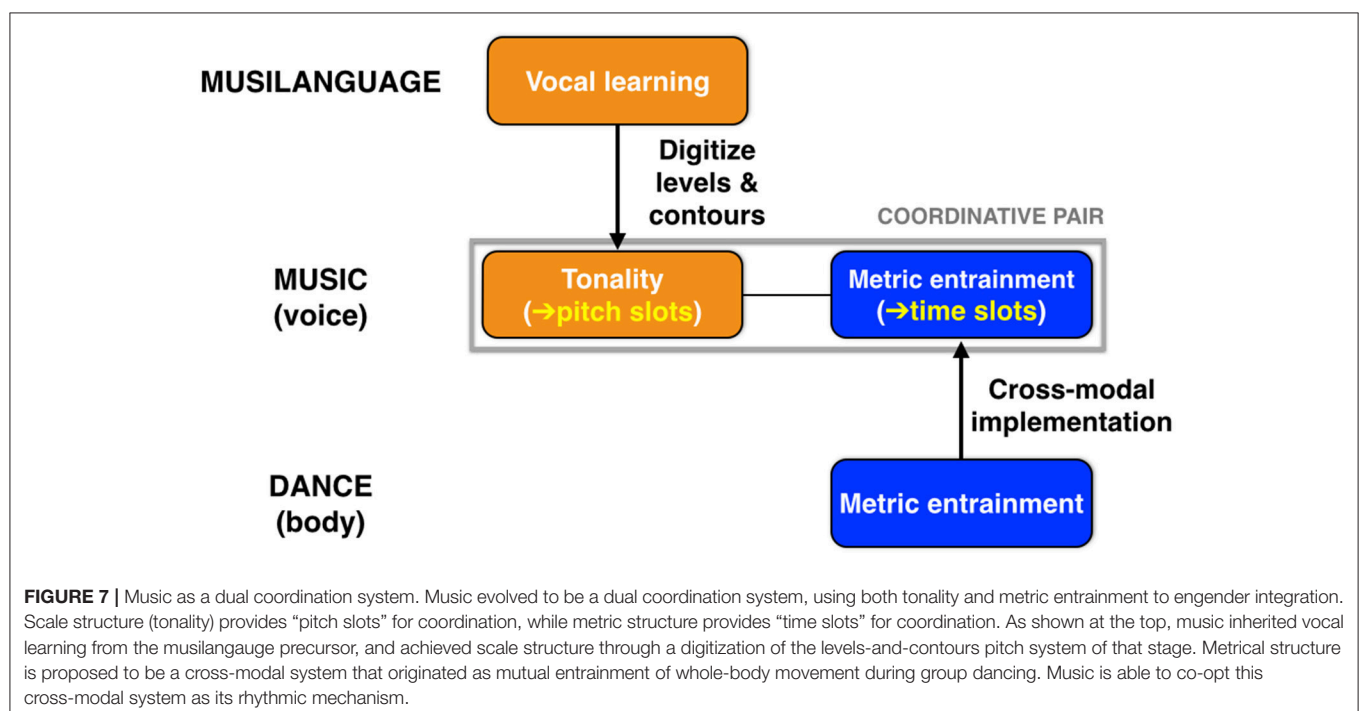 MUSILANGUAGE
Vocal learning
Digitize
levels &
contours
COORDINATIVE PAIR
MUSIC
(voice)
Tonality
(➔pitch slots)
Metric entrainment
(➔time slots)
Cross-modal
implementation
DANCE
(body)
Metric entrainment
FIGURE 7 | Music as a dual coordination system. Music evolved to be a dual coordination system, using both tonality and metric entrainment to engender integration.
Scale structure (tonality) provides “pitch slots” for coordination, while metric structure provides “time slots” for coordination. As shown at the top, music inherited vocal
learning from the musilangauge precursor, and achieved scale structure through a digitization of the levels-and-contours pitch system of that stage. Metrical structure
is proposed to be a cross-modal system that originated as mutual entrainment of whole-body movement during group dancing. Music is able to co-opt this
cross-modal system as its rhythmic mechanism.